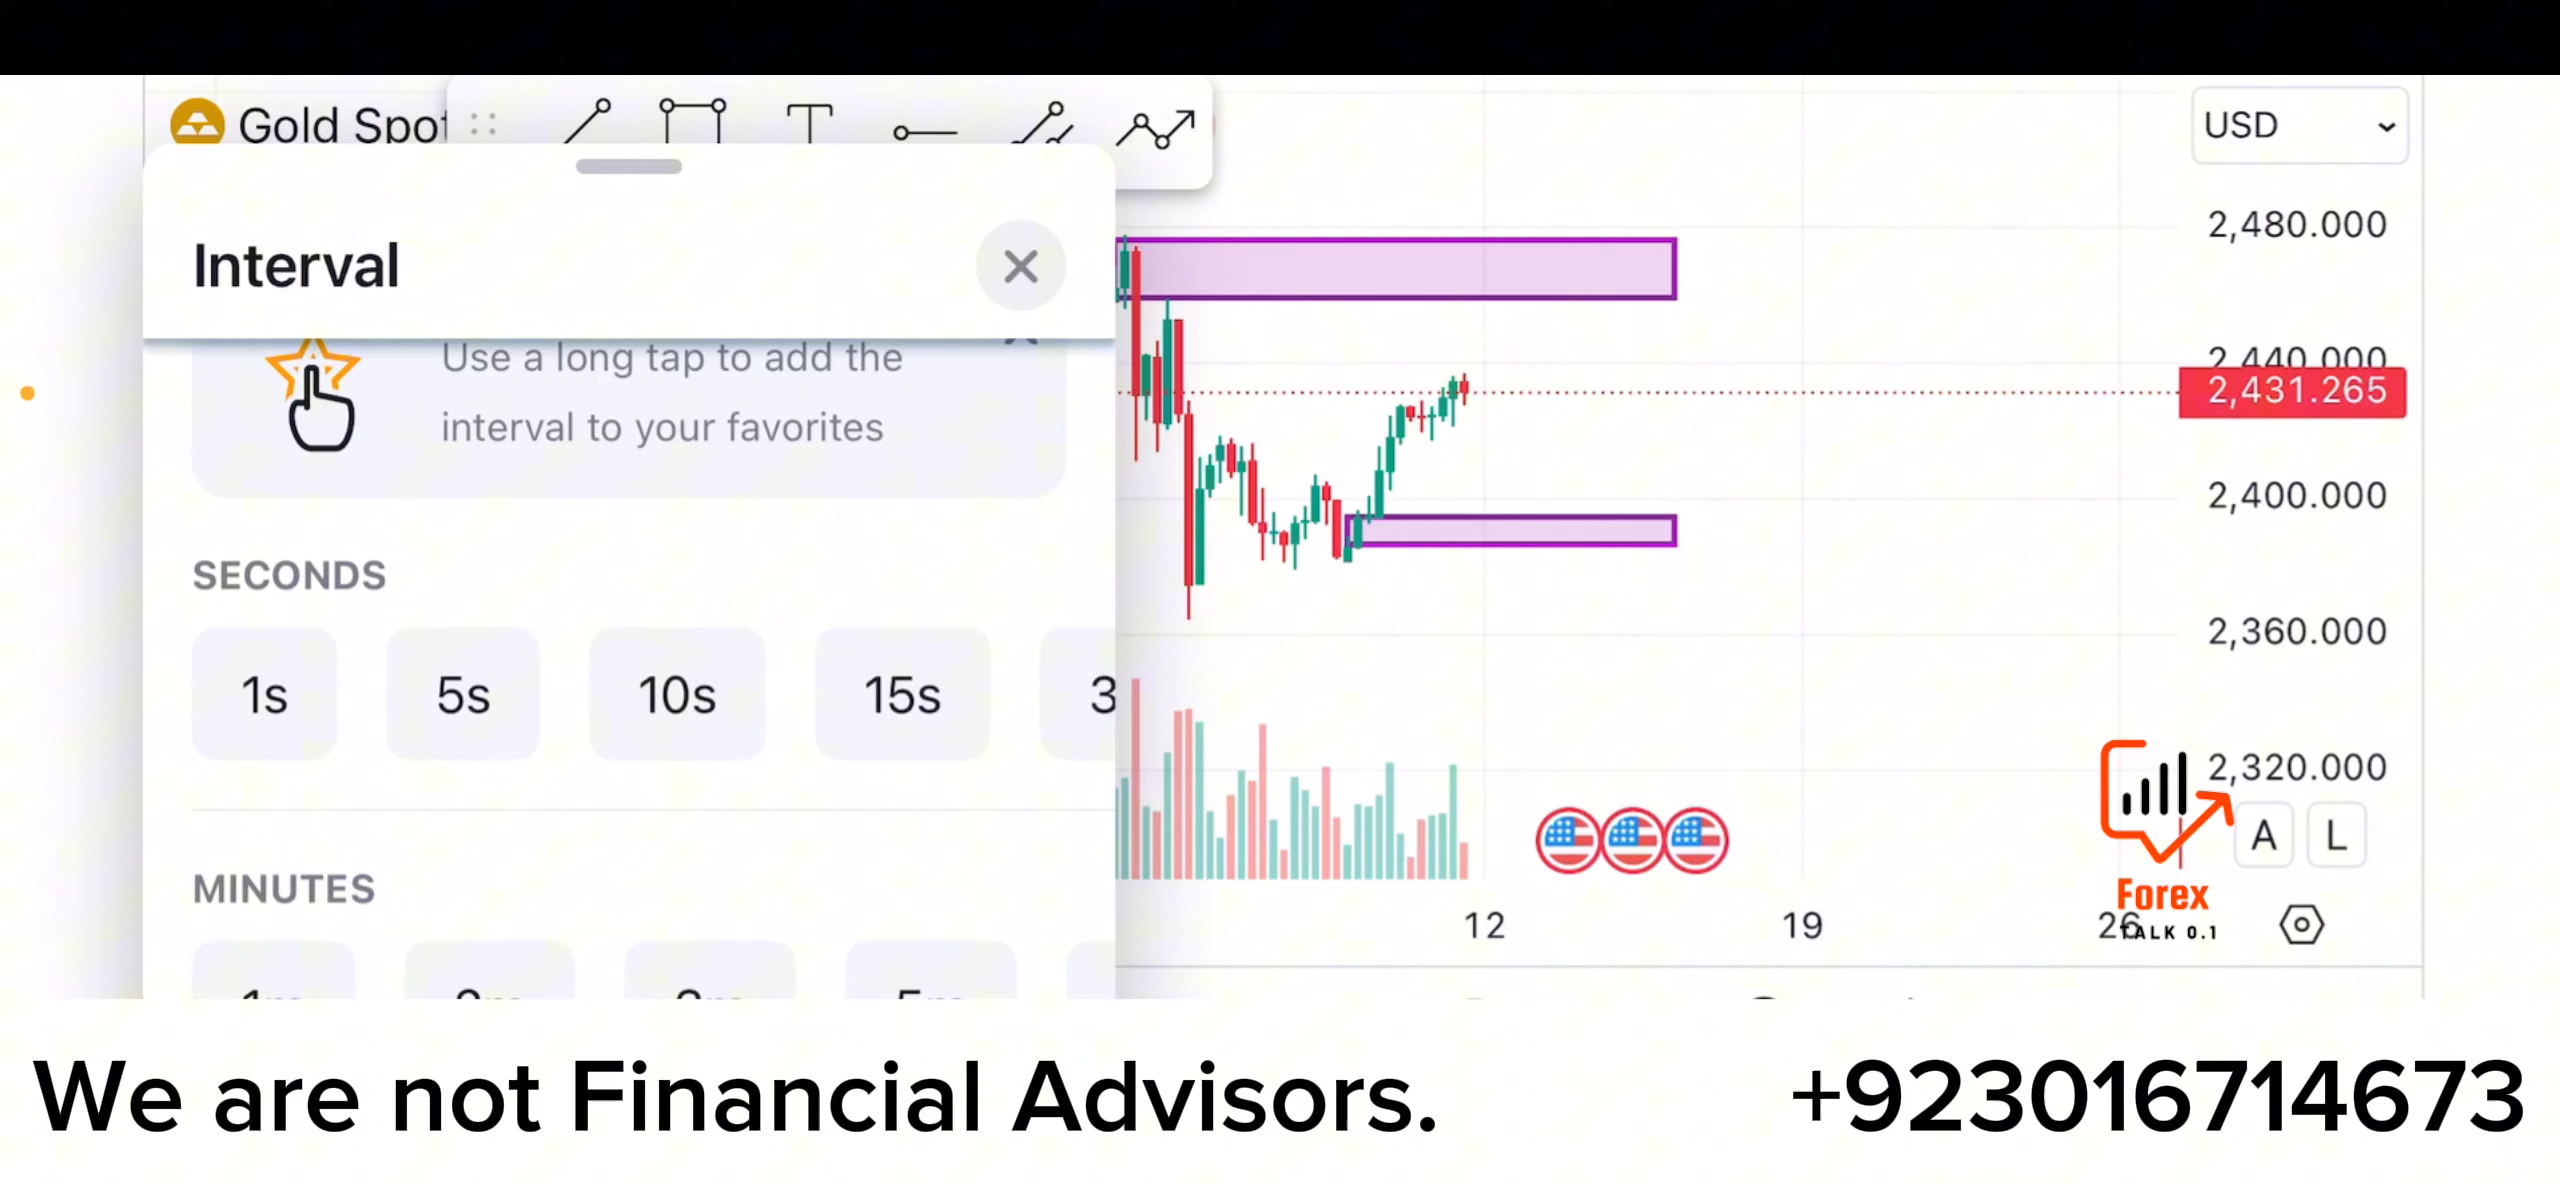 Gold Spot
USD
2,480.000
Interval
2,440.000
Use a long tap to add the
2,431.265
interval to your favorites
2,400.000
SECONDS
2,360.000
1s 5s 10s 15s 3
2,320.000
A L
MINUTES
Forex
12 19 26
TALK 0.1
We are not Financial Advisors. +923016714673